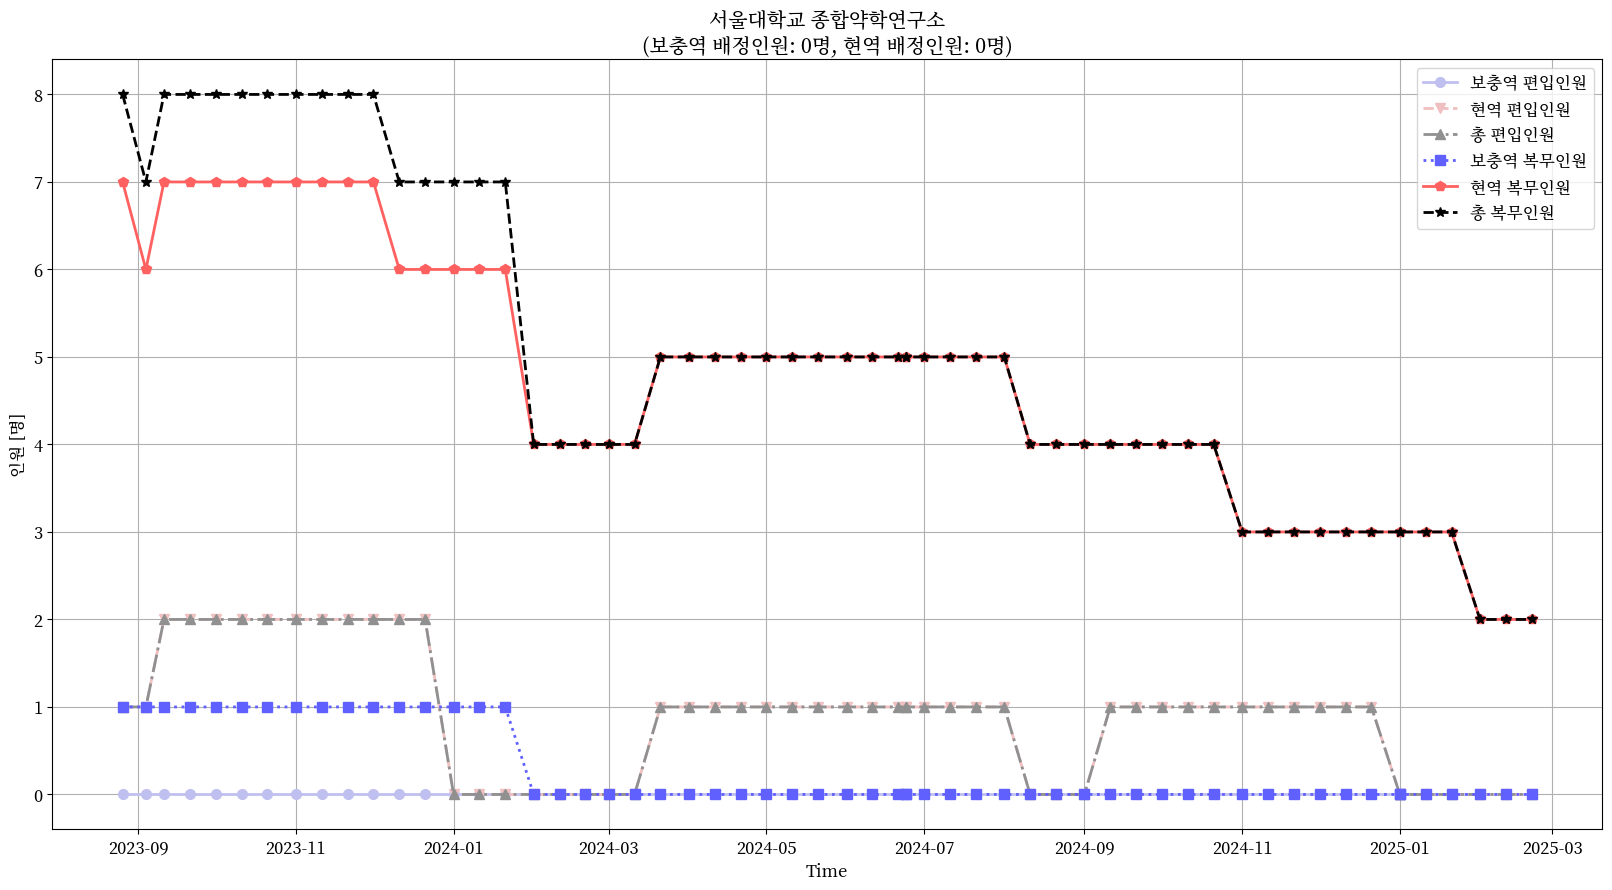 서울대학교 종합약학연구소
(보충역 배정인원: 0명, 현역 배정인원: 0명)
보충역 편입인원
현역 편입인원
총 편입인원
보충역 복무인원
현역 복무인원
총 복무인원
인원 [명]
8
7
6
5
4
3
2
1
0
2023-09
2023-11
2024-01
2024-03
2024-05
2024-07
2024-09
2024-11
2025-01
2025-03
Time